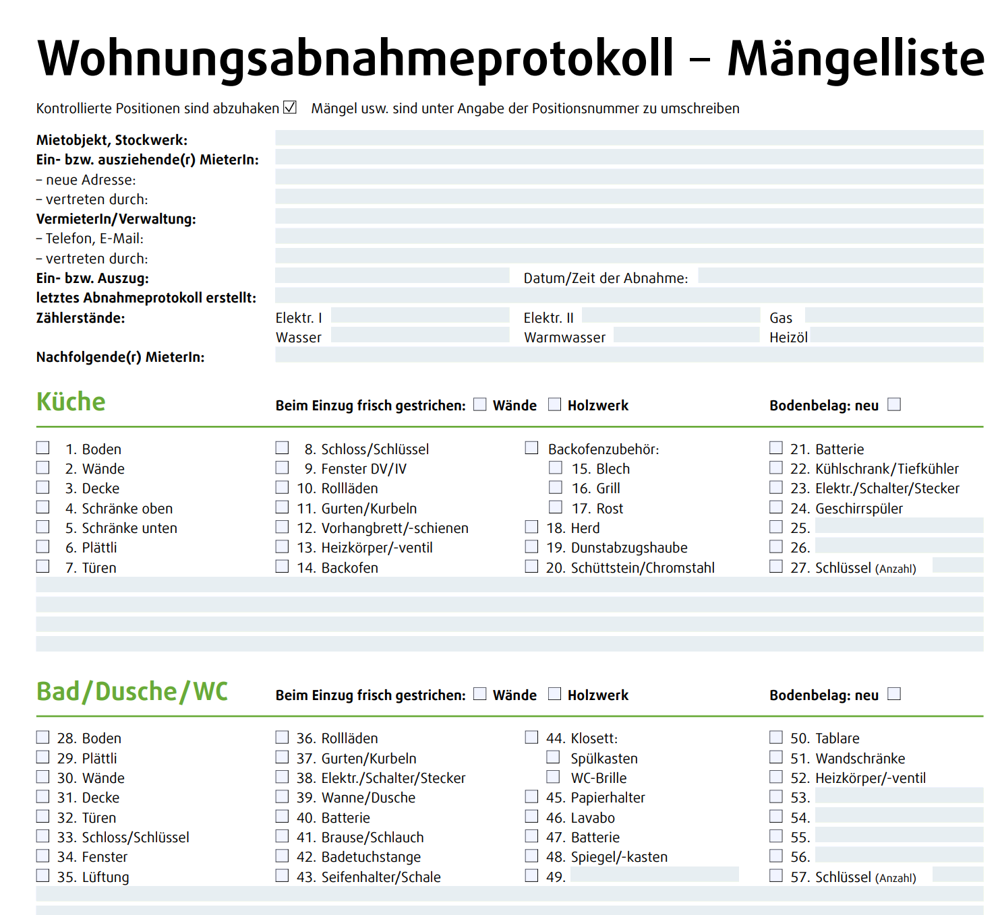 Wohnungsabnahmeprotokoll – Mängelliste
Kontrollierte Positionen sind abzuhaken ☑ Mängel usw. sind unter Angabe der Positionsnummer zu umschreiben
Mietobjekt, Stockwerk:
Ein- bzw. ausziehende(r) MieterIn:
– neue Adresse:
– vertreten durch:
VermieterIn/Verwaltung:
– Telefon, E-Mail:
– vertreten durch:
Ein- bzw. Auszug: Datum/Zeit der Abnahme:
letztes Abnahmeprotokoll erstellt:
Zählerstände: Elektr. I Elektr. II Gas
Wasser Warmwasser Heizöl
Nachfolgende(r) MieterIn:
Küche Beim Einzug frisch gestrichen: Wände Holzwerk Bodenbelag: neu
1. Boden 8. Schloss/Schlüssel Backofenzubehör: 21. Batterie
2. Wände 9. Fenster DV/IV 15. Blech 22. Kühlschrank/Tiefkühler
3. Decke 10. Rollläden 16. Grill 23. Elektr./Schalter/Stecker
4. Schränke oben 11. Gurten/Kurbeln 17. Rost 24. Geschirrspüler
5. Schränke unten 12. Vorhangbrett/-schienen 18. Herd 25.
6. Plättli 13. Heizkörper/-ventil 19. Dunstabzugshaube 26.
7. Türen 14. Backofen 20. Schüttstein/Chromstahl 27. Schlüssel (Anzahl)
Bad/Dusche/WC Beim Einzug frisch gestrichen: Wände Holzwerk Bodenbelag: neu
28. Boden 36. Rollläden 44. Klosett: 50. Tablare
29. Plättli 37. Gurten/Kurbeln Spülkasten 51. Wandschränke
30. Wände 38. Elektr./Schalter/Stecker WC-Brille 52. Heizkörper/-ventil
31. Decke 39. Wanne/Dusche 45. Papierhalter 53.
32. Türen 40. Batterie 46. Lavabo 54.
33. Schloss/Schlüssel 41. Brause/Schlauch 47. Batterie 55.
34. Fenster 42. Badetuchstange 48. Spiegel/-kasten 56.
35. Lüftung 43. Seifenhalter/Schale 49. 57. Schlüssel (Anzahl)